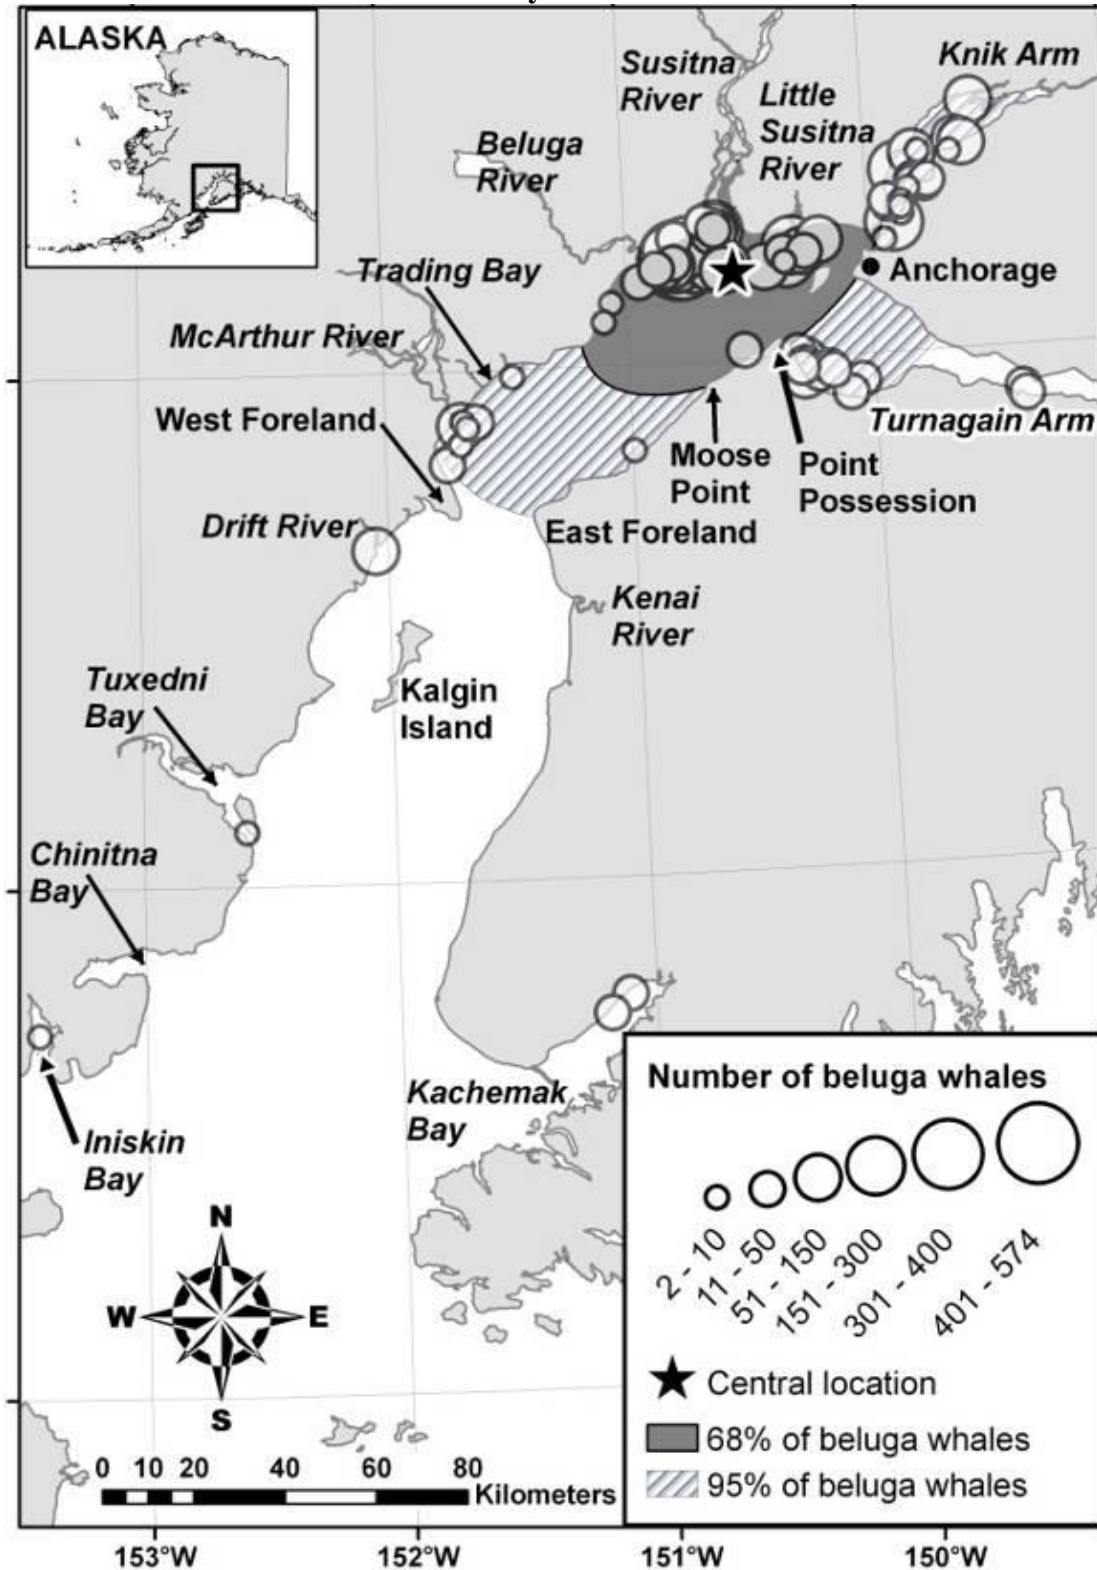 ALASKA
Susitna
River
Knik Arm
Little
Susitna
River
Beluga
River
Trading Bay
Anchorage
McArthur River
West Foreland
Turnagain Arm
Moose
Point
Point
Possession
Drift River
East Foreland
Kenai
River
Tuxedni
Bay
Kalgin
Island
Chinitna
Bay
Kachemak
Bay
Iniskin
Bay
Number of beluga whales
2 - 10
11 - 50
51 - 150
151 - 300
301 - 400
401 - 574
Central location
68% of beluga whales
95% of beluga whales
N
W E
S
0 10 20 40 60 80
Kilometers
153°W 152°W 151°W 150°W